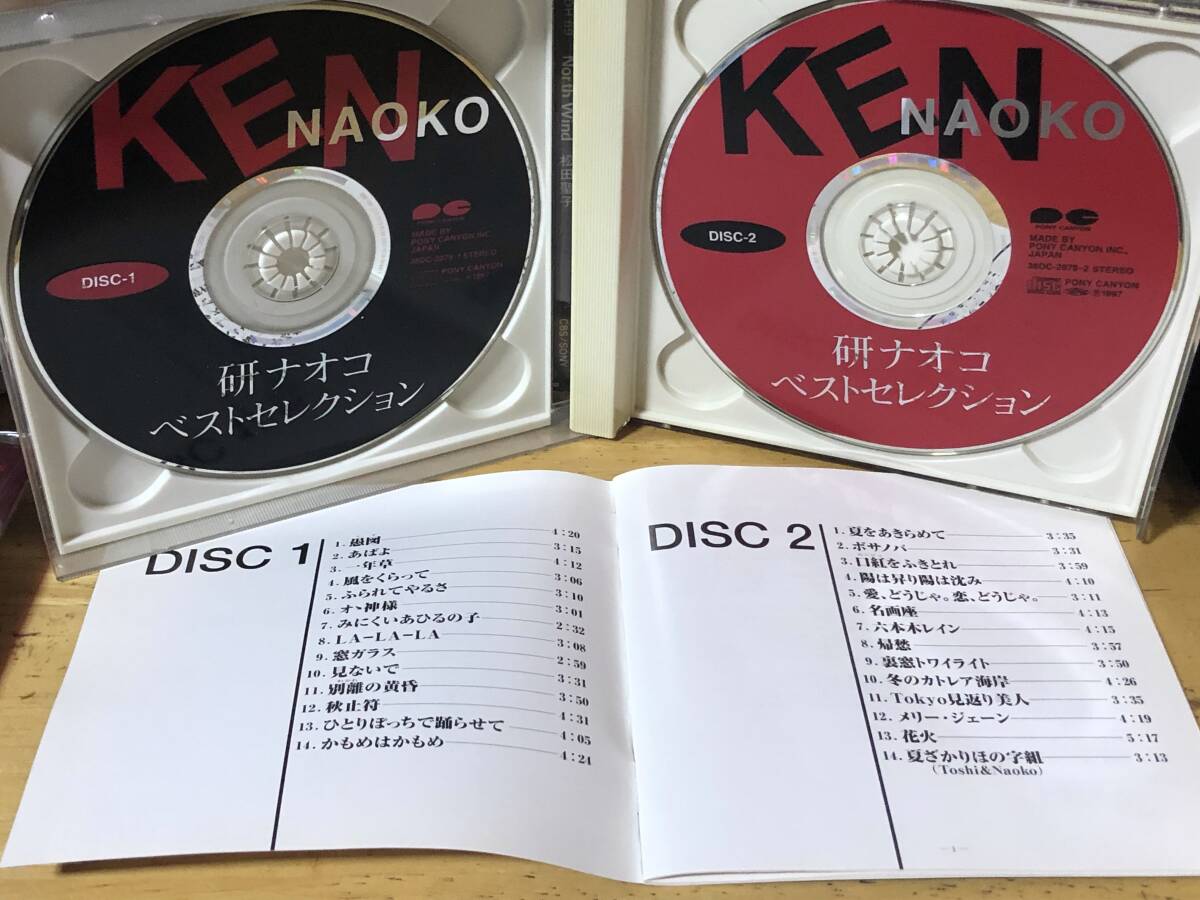 KEN
NAOKO
DISC-1
PONY CANYON
MADE BY
PONY CANYON INC.,
JAPAN
STEREO
PONY CANYON
研ナオコ
ベストセレクション
North Wind 松田聖子
CBS/SONY
KEN
NAOKO
DISC-2
PONY CANYON
MADE BY
PONY CANYON INC.,
JAPAN
STEREO
PONY CANYON
℗1997
研ナオコ
ベストセレクション
DISC 1
1. 愚図 4:20
2. あばよ 3:15
3. 一年草 4:12
4. 風をくらって 3:06
5. ふられてやるさ 3:10
6. オヽ神様 3:01
7. みにくいあひるの子 2:32
8. LA-LA-LA 3:08
9. 窓ガラス 2:59
10. 見ないで 3:31
11. 別離の黄昏 3:50
12. 秋止符 4:31
13. ひとりぽっちで踊らせて 4:05
14. かもめはかもめ 4:24
DISC 2
1. 夏をあきらめて 3:35
2. ボサノバ 3:31
3. 口紅をふきとれ 3:59
4. 陽は昇り陽は沈み 4:10
5. 愛、どうじゃ。恋、どうじゃ。 3:11
6. 名画座 4:13
7. 六本木レイン 4:15
8. 帰愁 3:57
9. 裏窓トワイライト 3:50
10. 冬のカトレア海岸 4:26
11. Tokyo見返り美人 3:35
12. メリー・ジェーン 4:19
13. 花火 5:17
14. 夏ざかりほの字組 3:13
(Toshi&Naoko)
—1—